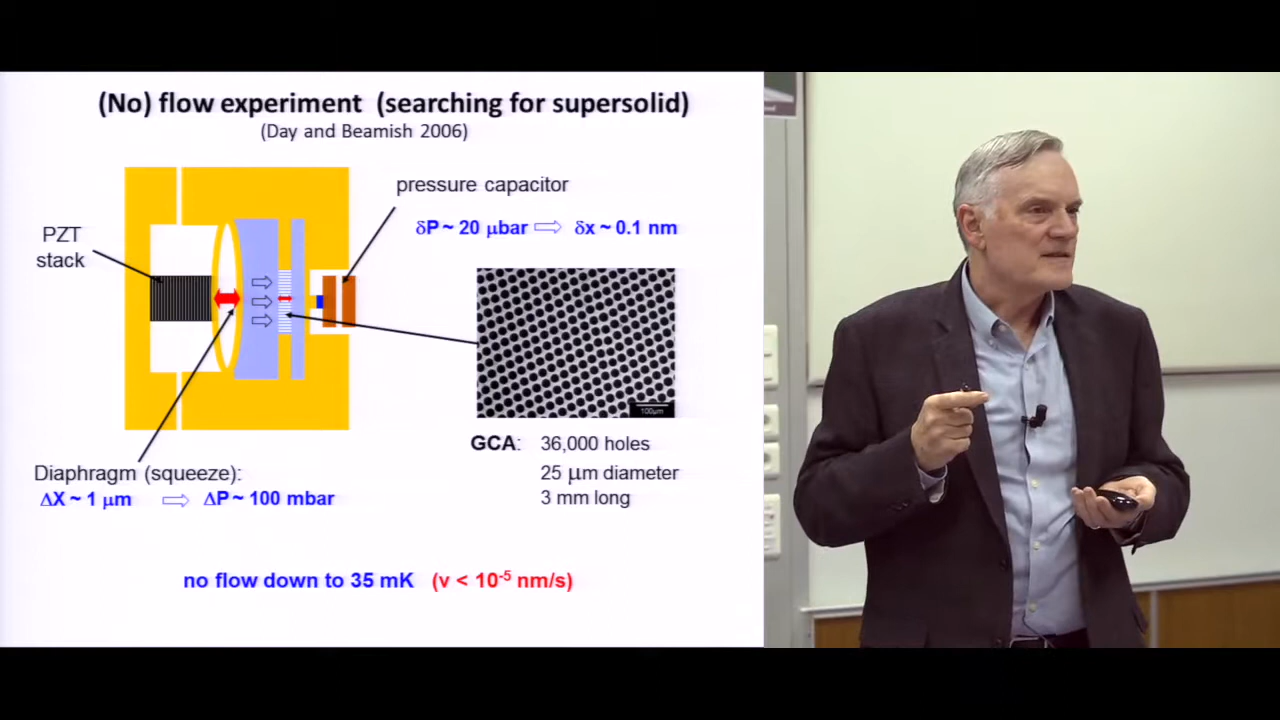 (No) flow experiment (searching for supersolid)
(Day and Beamish 2006)
pressure capacitor
δP ~ 20 μbar ⇨ δx ~ 0.1 nm
PZT
stack
100μm
GCA: 36,000 holes
25 μm diameter
3 mm long
Diaphragm (squeeze):
ΔX ~ 1 μm ⇨ ΔP ~ 100 mbar
no flow down to 35 mK (v < 10⁻⁵ nm/s)